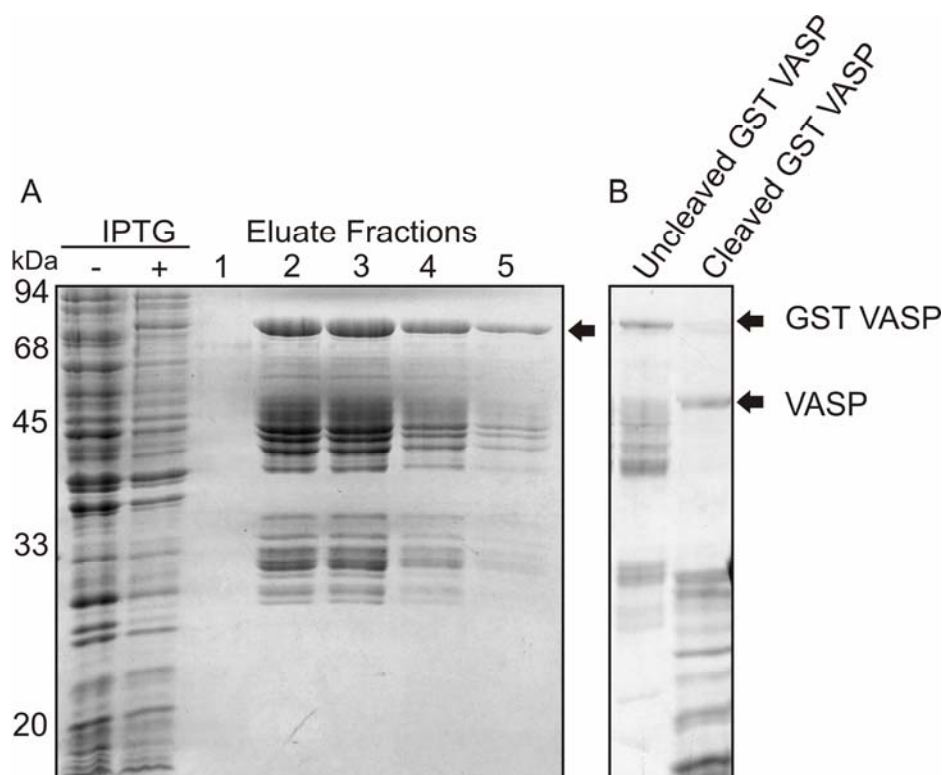 A
IPTG
Eluate Fractions
kDa
- + 1 2 3 4 5
94
68
45
33
20
B
Uncleaved GST VASP
Cleaved GST VASP
GST VASP
VASP